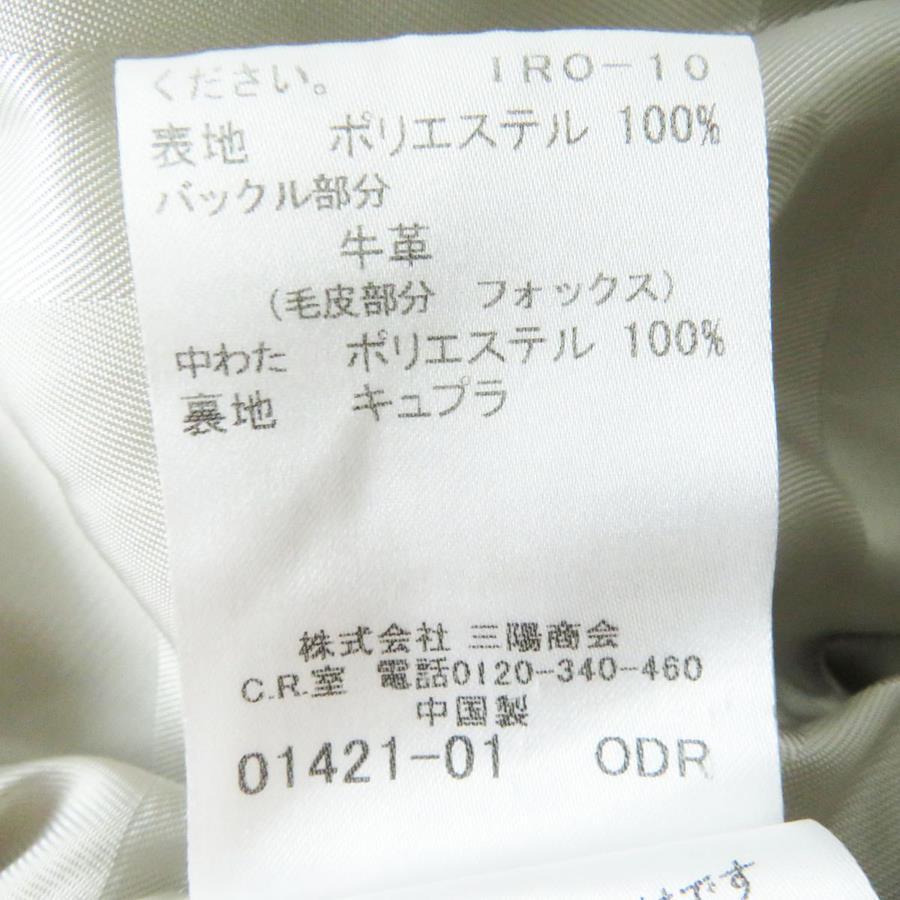 ください。 IRO-10
表地 ポリエステル 100%
バックル部分
牛革
(毛皮部分 フォックス)
中わた ポリエステル 100%
裏地 キュプラ
株式会社 三陽商会
C.R.室 電話0120-340-460
中国製
01421-01 ODR
です